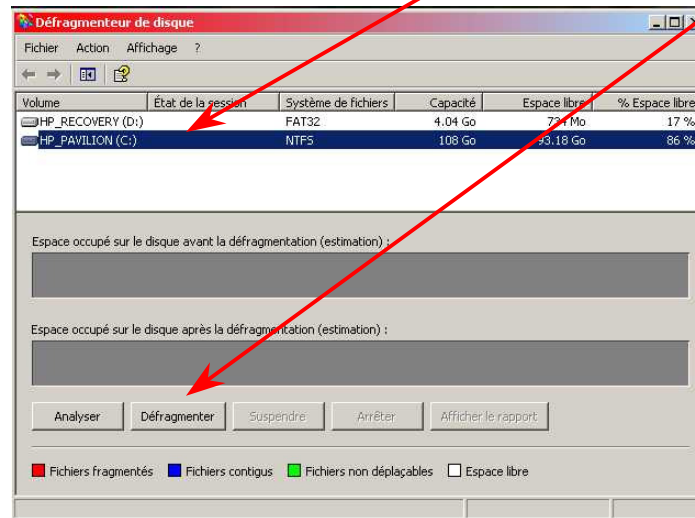 Défragmenteur de disque
Fichier Action Affichage ?
Volume État de la session Système de fichiers Capacité Espace libre % Espace libre
HP_RECOVERY (D:) FAT32 4.04 Go 734 Mo 17 %
HP_PAVILION (C:) NTFS 108 Go 93.18 Go 86 %
Espace occupé sur le disque avant la défragmentation (estimation) :
Espace occupé sur le disque après la défragmentation (estimation) :
Analyser Défragmenter Suspendre Arrêter Afficher le rapport
Fichiers fragmentés Fichiers contigus Fichiers non déplaçables Espace libre